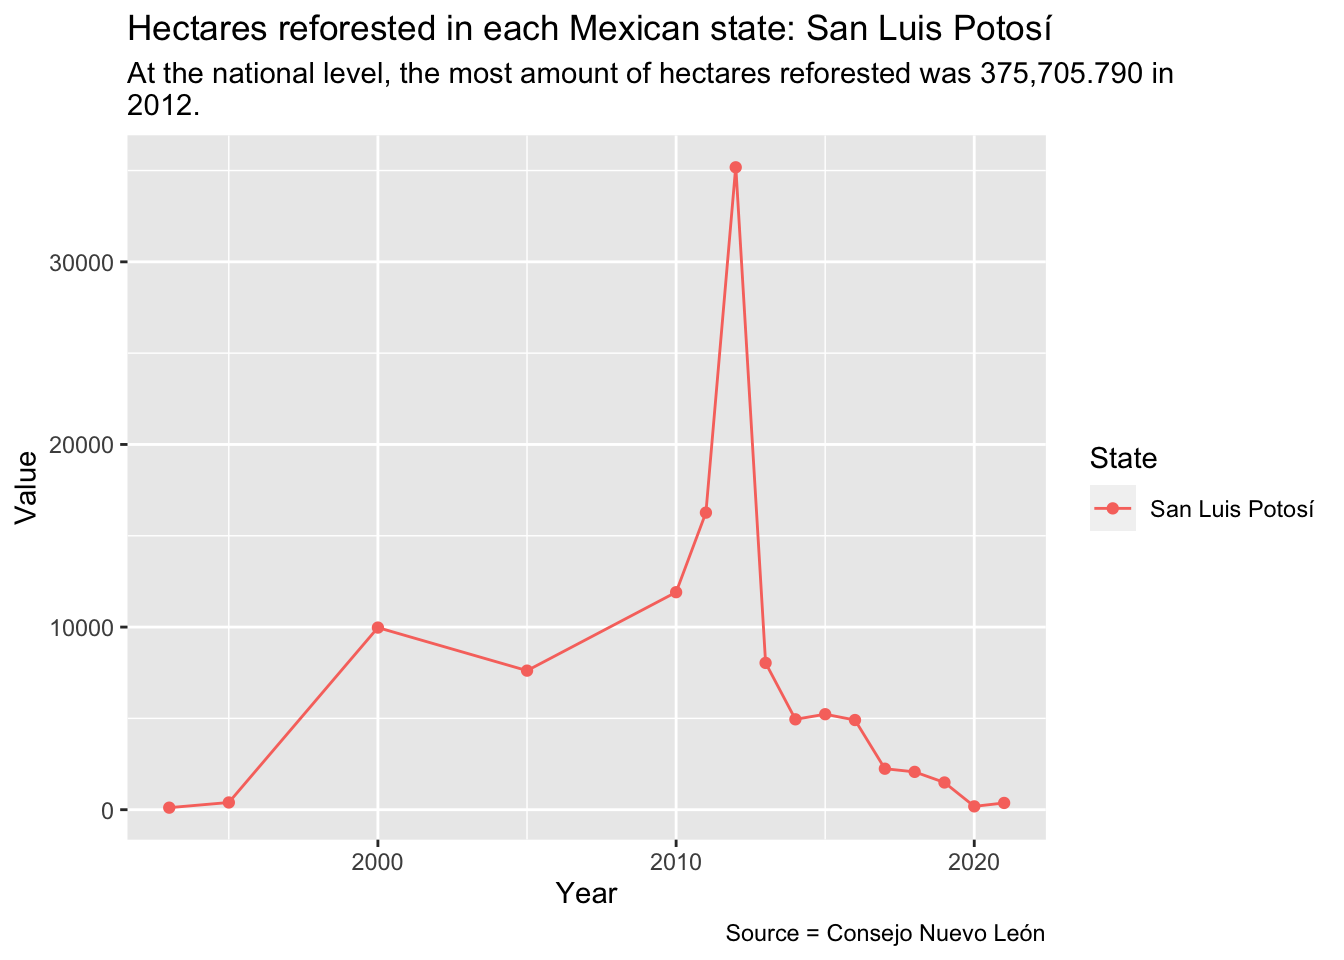 Hectares reforested in each Mexican state: San Luis Potosí
At the national level, the most amount of hectares reforested was 375,705.790 in
2012.
30000
20000
10000
0
Value
2000
2010
2020
Year
State
San Luis Potosí
Source = Consejo Nuevo León